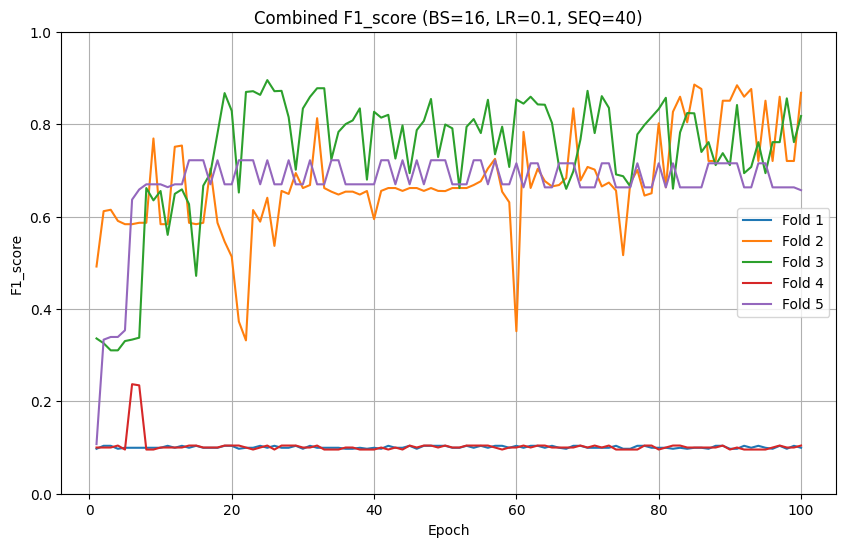 Combined F1_score (BS=16, LR=0.1, SEQ=40)
1.0
0.8
0.6
0.4
0.2
0.0
F1_score
Fold 1
Fold 2
Fold 3
Fold 4
Fold 5
0 20 40 60 80 100
Epoch